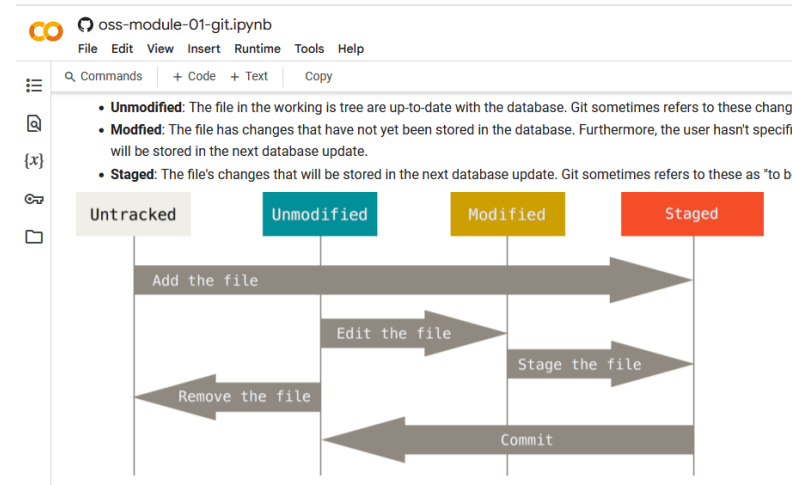 oss-module-01-git.ipynb
File Edit View Insert Runtime Tools Help
Commands + Code + Text Copy
• Unmodified: The file in the working is tree are up-to-date with the database. Git sometimes refers to these chang
• Modfied: The file has changes that have not yet been stored in the database. Furthermore, the user hasn't specifi
will be stored in the next database update.
• Staged: The file's changes that will be stored in the next database update. Git sometimes refers to these as "to b
{x}
Untracked Unmodified Modified Staged
Add the file
Edit the file
Stage the file
Remove the file
Commit